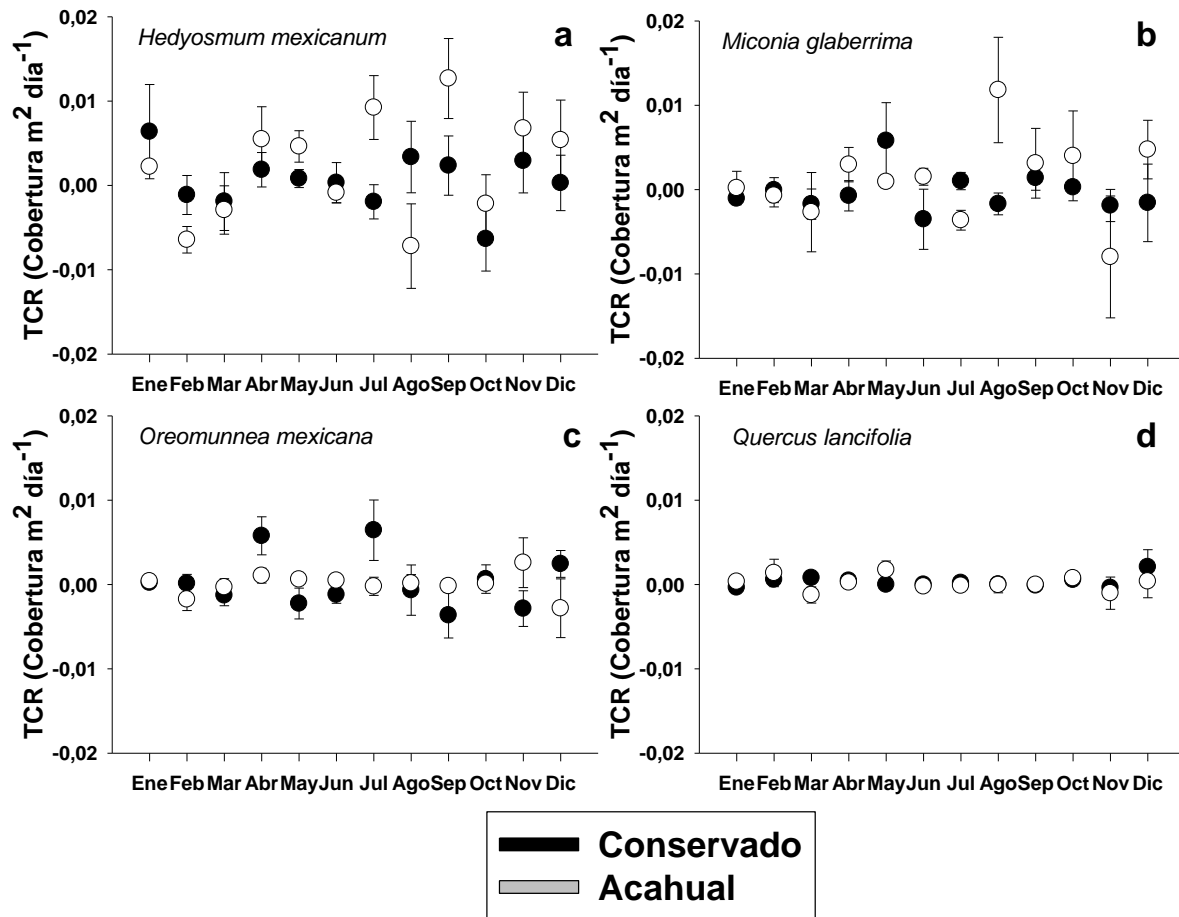 Hedyosmum mexicanum
a
TCR (Cobertura m² día⁻¹)
0,02
0,01
0,00
-0,01
-0,02
Ene Feb Mar Abr May Jun Jul Ago Sep Oct Nov Dic
Miconia glaberrima
b
TCR (Cobertura m² día⁻¹)
0,02
0,01
0,00
-0,01
-0,02
Ene Feb Mar Abr May Jun Jul Ago Sep Oct Nov Dic
Oreomunnea mexicana
c
TCR (Cobertura m² día⁻¹)
0,02
0,01
0,00
-0,01
-0,02
Ene Feb Mar Abr May Jun Jul Ago Sep Oct Nov Dic
Quercus lancifolia
d
TCR (Cobertura m² día⁻¹)
0,02
0,01
0,00
-0,01
-0,02
Ene Feb Mar Abr May Jun Jul Ago Sep Oct Nov Dic
Conservado
Acahual